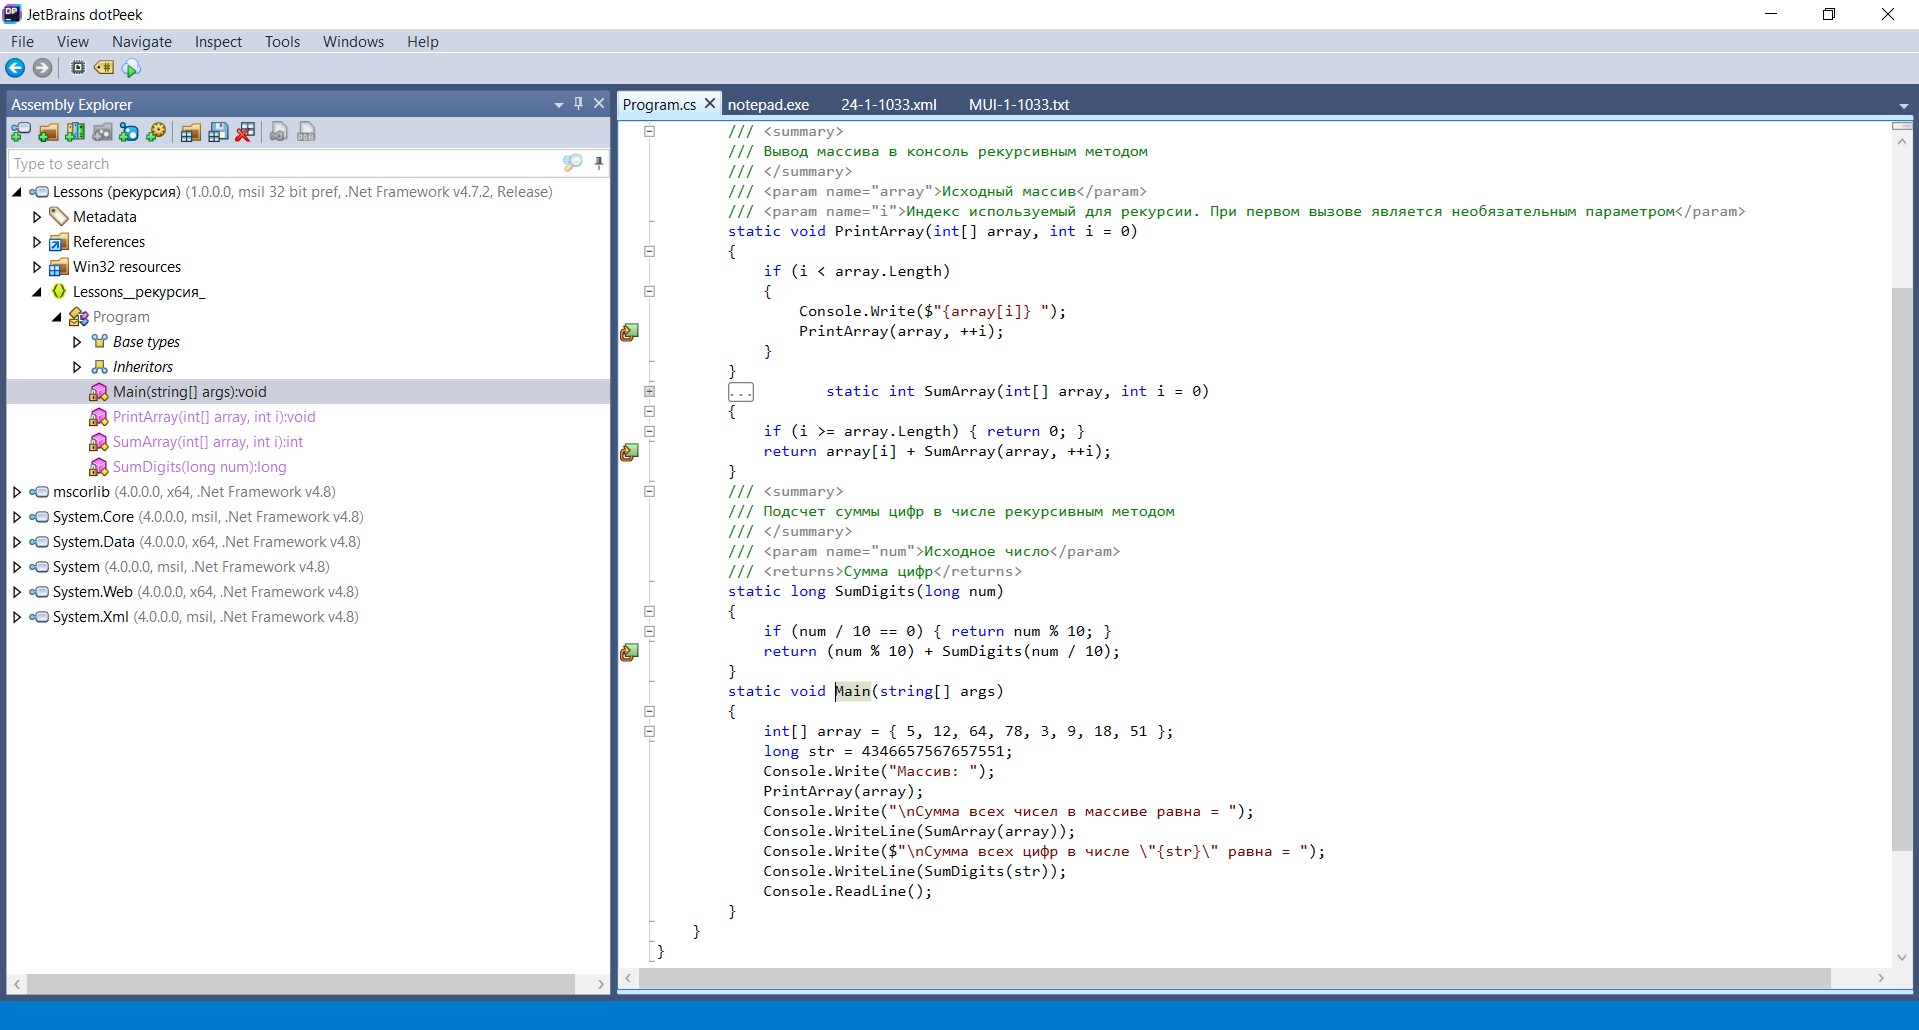 JetBrains dotPeek
File View Navigate Inspect Tools Windows Help
Assembly Explorer
Type to search
Lessons (рекурсия) (1.0.0.0, msil 32 bit pref, .Net Framework v4.7.2, Release)
Metadata
References
Win32 resources
Lessons__рекурсия_
Program
Base types
Inheritors
Main(string[] args):void
PrintArray(int[] array, int i):void
SumArray(int[] array, int i):int
SumDigits(long num):long
mscorlib (4.0.0.0, x64, .Net Framework v4.8)
System.Core (4.0.0.0, msil, .Net Framework v4.8)
System.Data (4.0.0.0, x64, .Net Framework v4.8)
System (4.0.0.0, msil, .Net Framework v4.8)
System.Web (4.0.0.0, x64, .Net Framework v4.8)
System.Xml (4.0.0.0, msil, .Net Framework v4.8)
Program.cs notepad.exe 24-1-1033.xml MUI-1-1033.txt
/// <summary>
/// Вывод массива в консоль рекурсивным методом
/// </summary>
/// <param name="array">Исходный массив</param>
/// <param name="i">Индекс используемый для рекурсии. При первом вызове является необязательным параметром</param>
static void PrintArray(int[] array, int i = 0)
{
if (i < array.Length)
{
Console.Write($"{array[i]} ");
PrintArray(array, ++i);
}
}
... static int SumArray(int[] array, int i = 0)
{
if (i >= array.Length) { return 0; }
return array[i] + SumArray(array, ++i);
}
/// <summary>
/// Подсчет суммы цифр в числе рекурсивным методом
/// </summary>
/// <param name="num">Исходное число</param>
/// <returns>Сумма цифр</returns>
static long SumDigits(long num)
{
if (num / 10 == 0) { return num % 10; }
return (num % 10) + SumDigits(num / 10);
}
static void Main(string[] args)
{
int[] array = { 5, 12, 64, 78, 3, 9, 18, 51 };
long str = 4346657567657551;
Console.Write("Массив: ");
PrintArray(array);
Console.Write("\nСумма всех чисел в массиве равна = ");
Console.WriteLine(SumArray(array));
Console.Write($"\nСумма всех цифр в числе \"{str}\" равна = ");
Console.WriteLine(SumDigits(str));
Console.ReadLine();
}
}
}